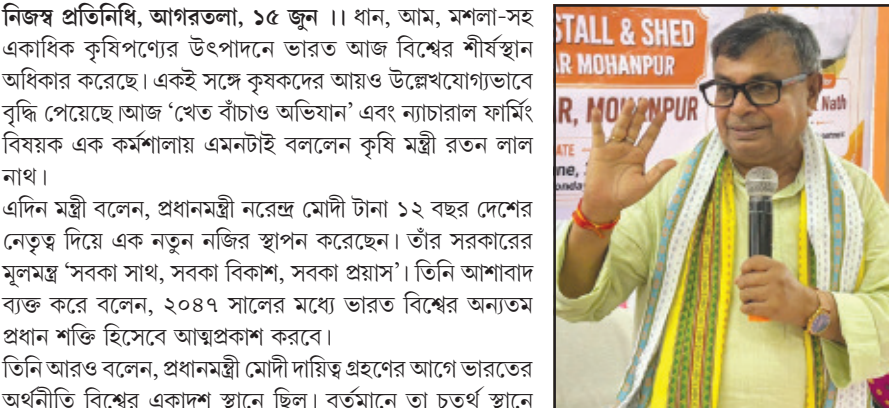 নিজস্ব প্রতিনিধি, আগরতলা, ১৫ জুন ।। ধান, আম, মশলা-সহ
একাধিক কৃষিপণ্যের উৎপাদনে ভারত আজ বিশ্বের শীর্ষস্থান
অধিকার করেছে। একই সঙ্গে কৃষকদের আয়ও উল্লেখযোগ্যভাবে
বৃদ্ধি পেয়েছে।আজ ‘খেত বাঁচাও অভিযান’ এবং ন্যাচারাল ফার্মিং
বিষয়ক এক কর্মশালায় এমনটাই বললেন কৃষি মন্ত্রী রতন লাল
নাথ।
এদিন মন্ত্রী বলেন, প্রধানমন্ত্রী নরেন্দ্র মোদী টানা ১২ বছর দেশের
নেতৃত্ব দিয়ে এক নতুন নজির স্থাপন করেছেন। তাঁর সরকারের
মূলমন্ত্র ‘সবকা সাথ, সবকা বিকাশ, সবকা প্রয়াস’। তিনি আশাবাদ
ব্যক্ত করে বলেন, ২০৪৭ সালের মধ্যে ভারত বিশ্বের অন্যতম
প্রধান শক্তি হিসেবে আত্মপ্রকাশ করবে।
তিনি আরও বলেন, প্রধানমন্ত্রী মোদী দায়িত্ব গ্রহণের আগে ভারতের
অর্থনীতি বিশ্বের একাদশ স্থানে ছিল। বর্তমানে তা চতুর্থ স্থানে
STALL & SHED
R MOHANPUR
R, MOHANPUR
Nath